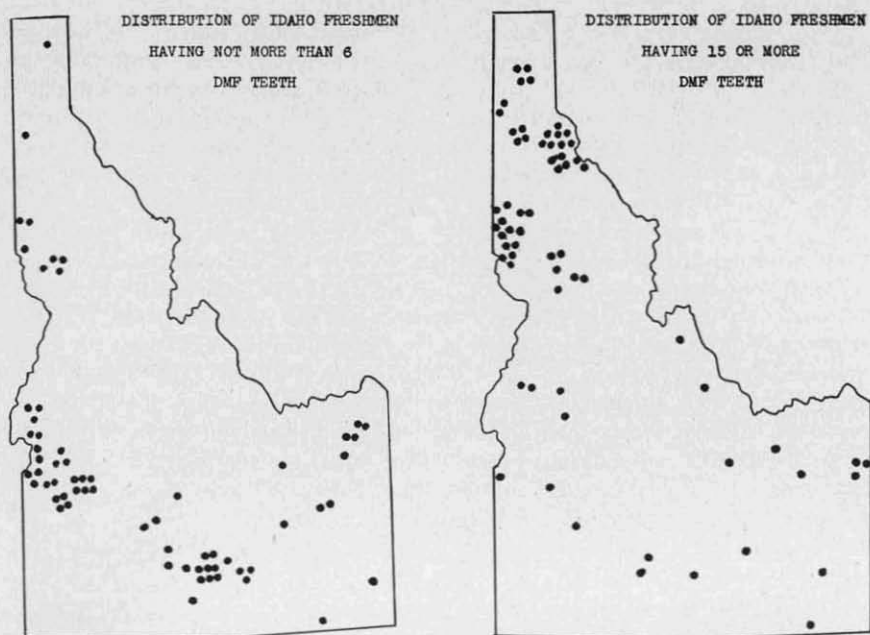 DISTRIBUTION OF IDAHO FRESHMEN
HAVING NOT MORE THAN 6
DMF TEETH
DISTRIBUTION OF IDAHO FRESHMEN
HAVING 15 OR MORE
DMF TEETH